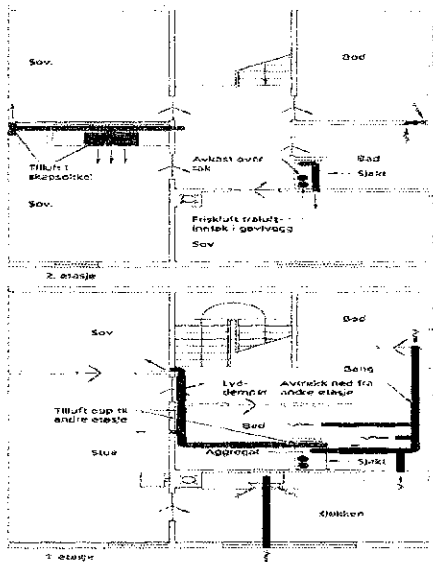 Sov.
Bad
Avkast over
tak
Bad
Sjakt
Tilluft i
skapsokkel
Sov.
Friskluft
inntak i gavlvegg
Sov
2. etasje
Sov
Bad
Lyd-
demper
Avtrekk ned fra
andre etasje
Gang
Tilluft opp til
andre etasje
Bad
Stue
Aggregat
Sjakt
Kjøkken
1. etasje